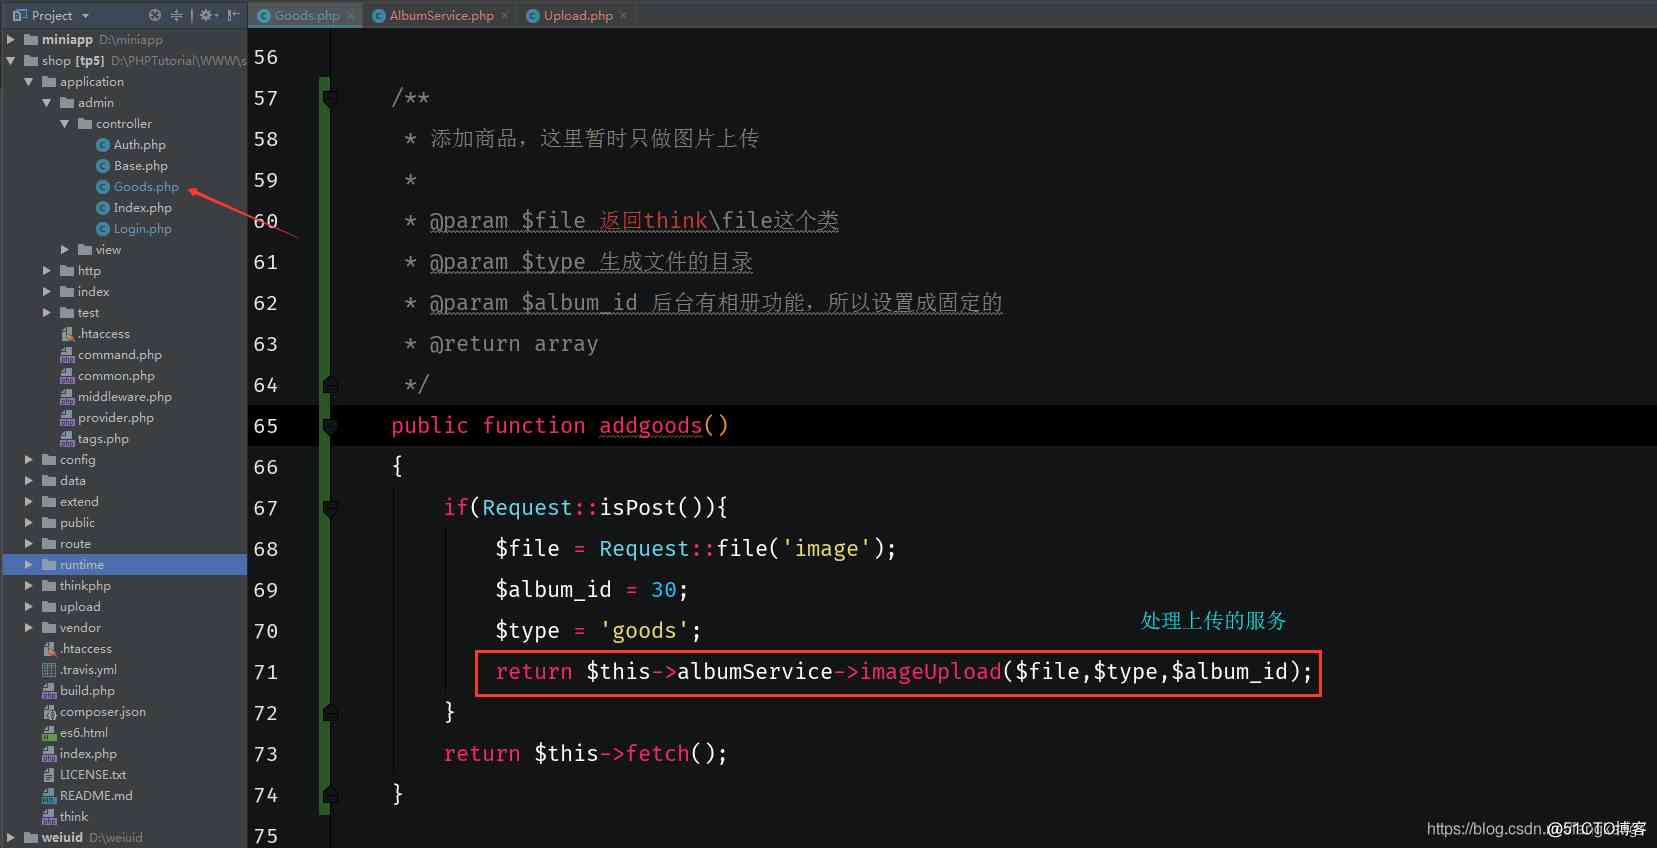 Project
Goods.php
AlbumService.php
Upload.php
miniapp D:\miniapp
shop [tp5] D:\PHPTutorial\WWW\s
application
admin
controller
Auth.php
Base.php
Goods.php
Index.php
Login.php
view
http
index
test
.htaccess
command.php
common.php
middleware.php
provider.php
tags.php
config
data
extend
public
route
runtime
thinkphp
upload
vendor
.htaccess
.travis.yml
build.php
composer.json
es6.html
index.php
LICENSE.txt
README.md
think
weiuid D:\weiuid
56
57 /**
58 * 添加商品，这里暂时只做图片上传
59 *
60 * @param $file 返回think\file这个类
61 * @param $type 生成文件的目录
62 * @param $album_id 后台有相册功能，所以设置成固定的
63 * @return array
64 */
65 public function addgoods()
66 {
67 if(Request::isPost()){
68 $file = Request::file('image');
69 $album_id = 30;
70 $type = 'goods';
处理上传的服务
71 return $this->albumService->imageUpload($file,$type,$album_id);
72 }
73 return $this->fetch();
74 }
75
https://blog.csdn.
@51CTO博客